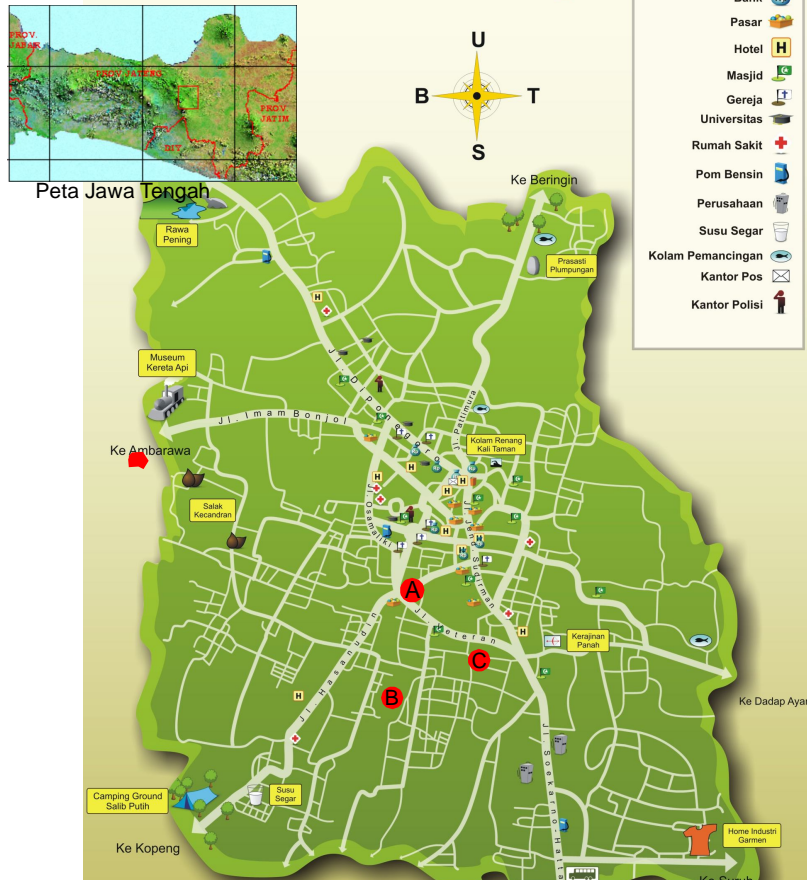 PROV.
JABAR
PROV JATENG
PROV
JATIM
DIY
Peta Jawa Tengah
U
B
T
S
Bank
Pasar
Hotel
H
Masjid
Gereja
Universitas
Rumah Sakit
Pom Bensin
Perusahaan
Susu Segar
Kolam Pemancingan
Kantor Pos
Kantor Polisi
Ke Beringin
Rawa
Pening
Prasasti
Plumpungan
H
Museum
Kereta Api
Jl. Diponegoro
Jl. Pattimura
Jl. Imam Bonjol
Ke Ambarawa
Kolam Renang
Kali Taman
H
H
H
H
Salak
Kecandran
Jl. Osamaliki
Jl. Jend Sudirman
H
H
H
A
Jl. Veteran
H
Kerajinan
Panah
C
Jl. Hasanudin
B
H
Ke Dadap Ayam
Jl. Soekarno-Hatta
Camping Ground
Salib Putih
Susu
Segar
Home Industri
Garmen
Ke Kopeng
Ke Suruh